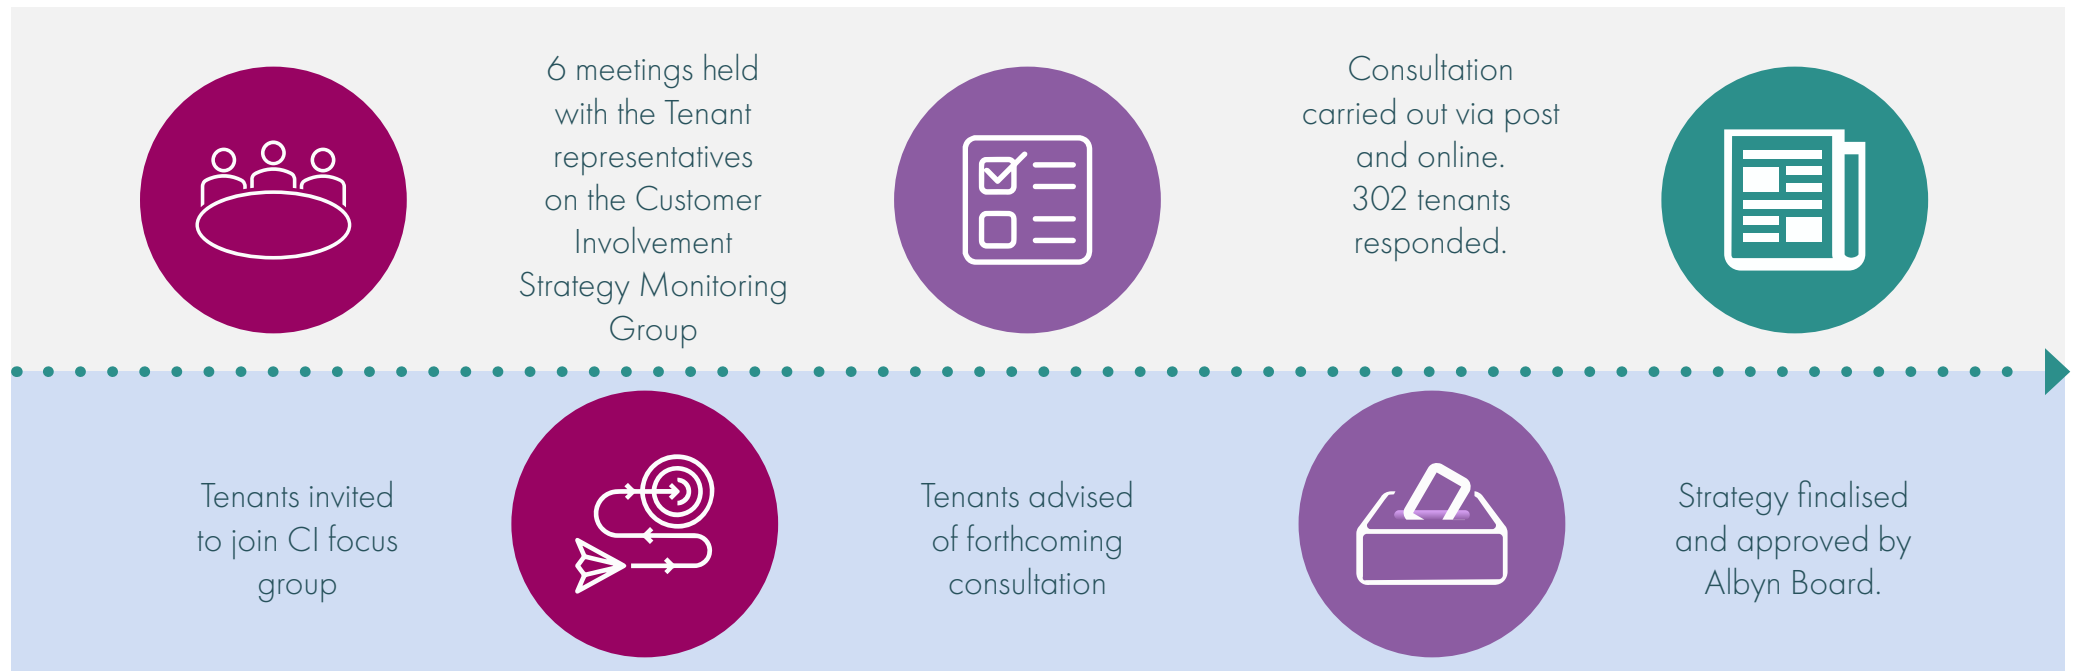 Tenants invited
to join CI focus
group
6 meetings held
with the Tenant
representatives
on the Customer
Involvement
Strategy Monitoring
Group
Tenants advised
of forthcoming
consultation
Consultation
carried out via post
and online.
302 tenants
responded.
Strategy finalised
and approved by
Albyn Board.